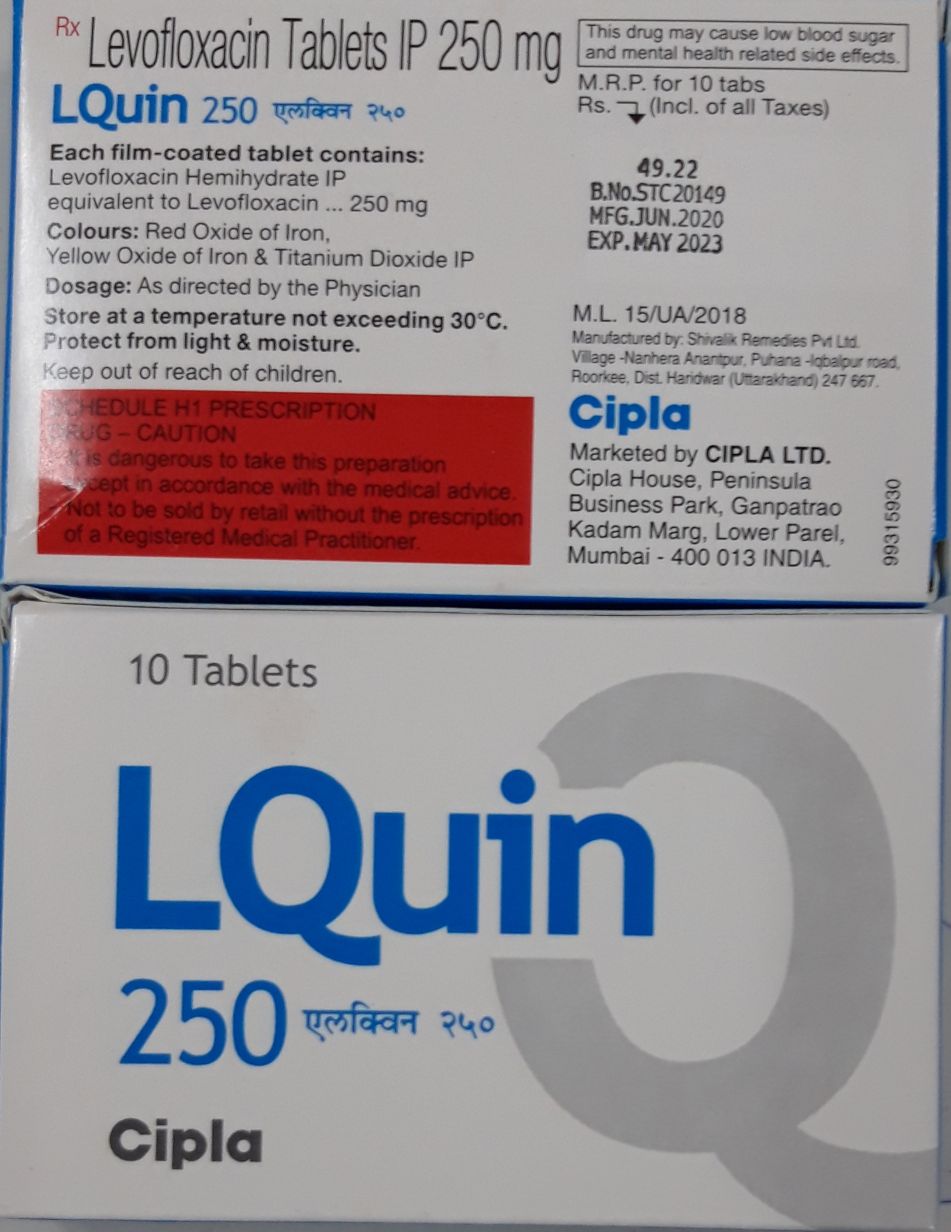 Rx Levofloxacin Tablets IP 250 mg
LQuin 250 एलक्विन २५०
Each film-coated tablet contains:
Levofloxacin Hemihydrate IP
equivalent to Levofloxacin ... 250 mg
Colours: Red Oxide of Iron,
Yellow Oxide of Iron & Titanium Dioxide IP
Dosage: As directed by the Physician
Store at a temperature not exceeding 30°C.
Protect from light & moisture.
Keep out of reach of children.
SCHEDULE H1 PRESCRIPTION
DRUG – CAUTION
- It is dangerous to take this preparation
except in accordance with the medical advice.
- Not to be sold by retail without the prescription
of a Registered Medical Practitioner.
This drug may cause low blood sugar
and mental health related side effects.
M.R.P. for 10 tabs
Rs. (Incl. of all Taxes)
49.22
B.No.STC20149
MFG.JUN.2020
EXP.MAY 2023
M.L. 15/UA/2018
Manufactured by: Shivalik Remedies Pvt Ltd.
Village -Nanhera Anantpur, Puhana -Iqbalpur road,
Roorkee, Dist. Haridwar (Uttarakhand) 247 667.
Cipla
Marketed by CIPLA LTD.
Cipla House, Peninsula
Business Park, Ganpatrao
Kadam Marg, Lower Parel,
Mumbai - 400 013 INDIA.
99315930
10 Tablets
LQuin
250 एलक्विन २५०
Cipla
Q